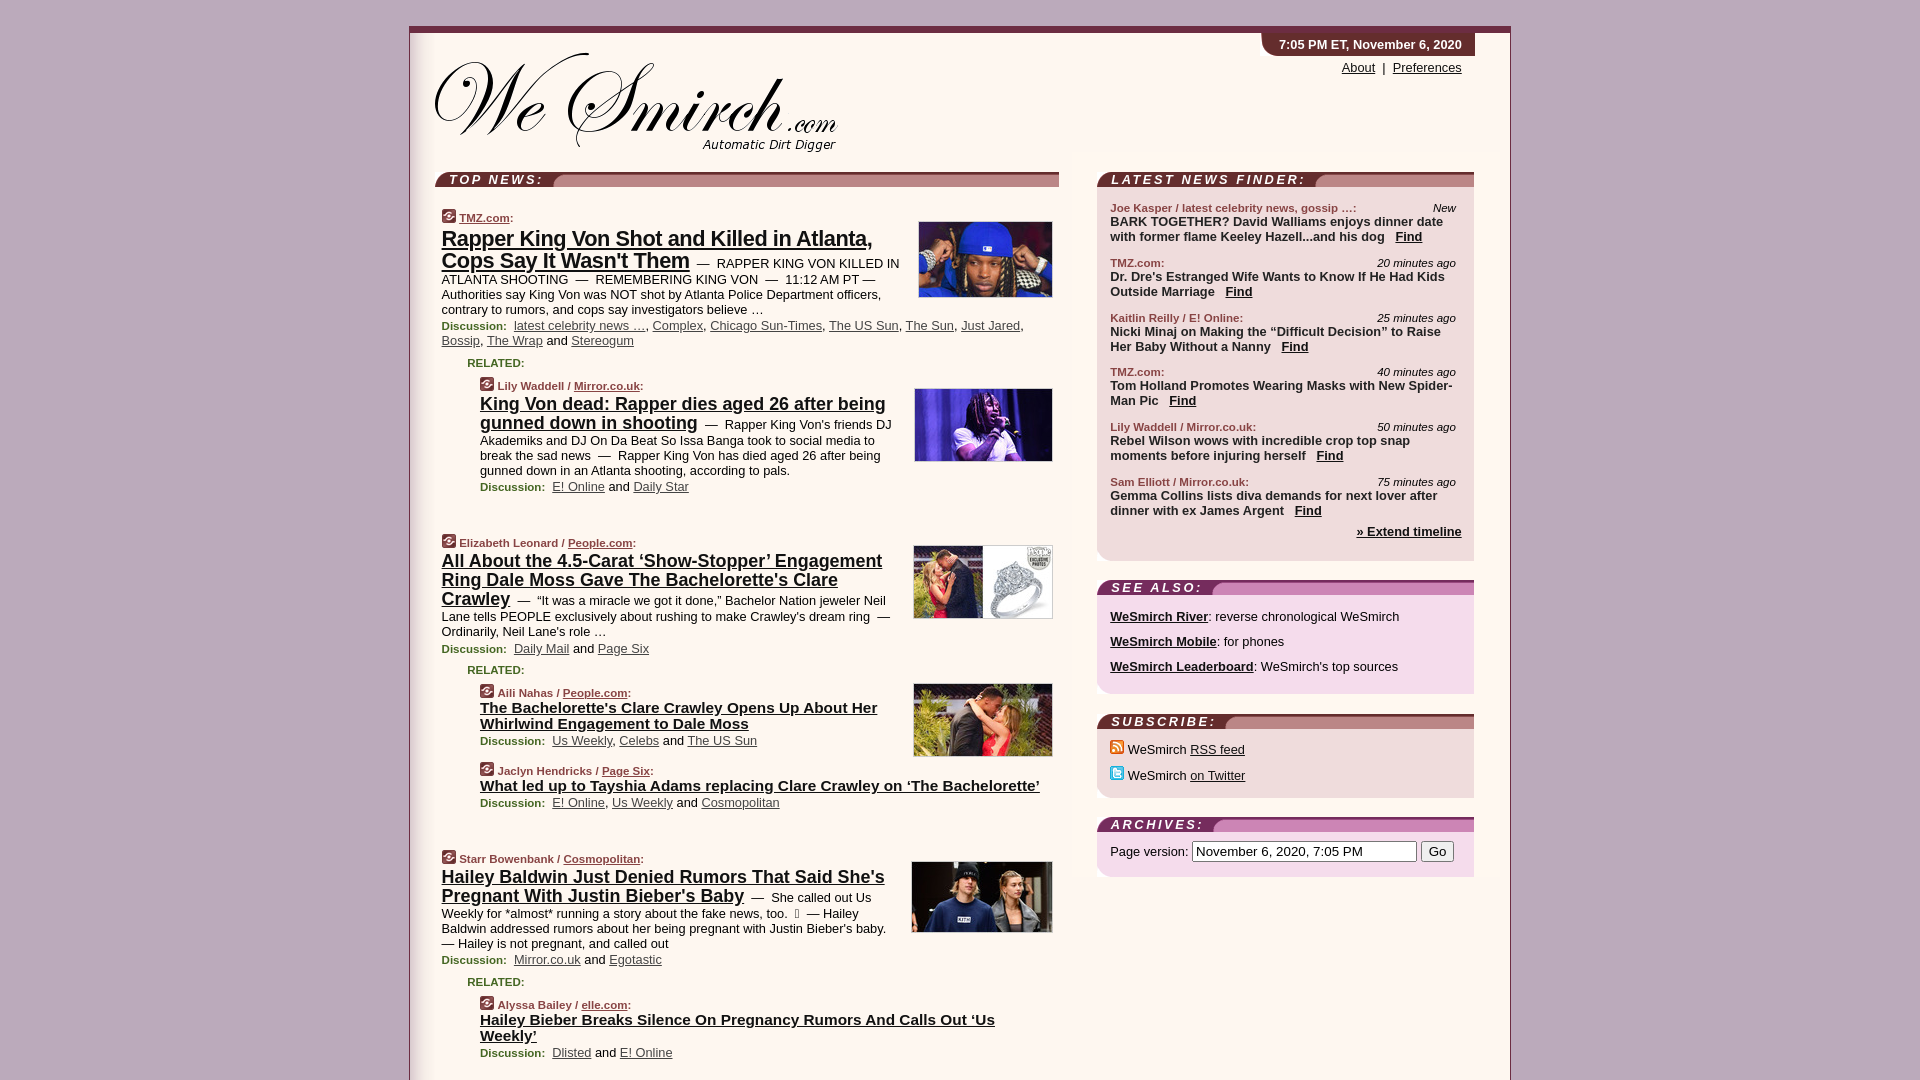 7:05 PM ET, November 6, 2020
About | Preferences
We Smirch.com
Automatic Dirt Digger
TOP NEWS:
TMZ.com:
Rapper King Von Shot and Killed in Atlanta,
Cops Say It Wasn't Them — RAPPER KING VON KILLED IN
ATLANTA SHOOTING — REMEMBERING KING VON — 11:12 AM PT —
Authorities say King Von was NOT shot by Atlanta Police Department officers,
contrary to rumors, and cops say investigators believe …
Discussion: latest celebrity news …, Complex, Chicago Sun-Times, The US Sun, The Sun, Just Jared,
Bossip, The Wrap and Stereogum
RELATED:
Lily Waddell / Mirror.co.uk:
King Von dead: Rapper dies aged 26 after being
gunned down in shooting — Rapper King Von's friends DJ
Akademiks and DJ On Da Beat So Issa Banga took to social media to
break the sad news — Rapper King Von has died aged 26 after being
gunned down in an Atlanta shooting, according to pals.
Discussion: E! Online and Daily Star
Elizabeth Leonard / People.com:
All About the 4.5-Carat ‘Show-Stopper’ Engagement
Ring Dale Moss Gave The Bachelorette's Clare
Crawley — “It was a miracle we got it done,” Bachelor Nation jeweler Neil
Lane tells PEOPLE exclusively about rushing to make Crawley's dream ring —
Ordinarily, Neil Lane's role …
Discussion: Daily Mail and Page Six
RELATED:
Aili Nahas / People.com:
The Bachelorette's Clare Crawley Opens Up About Her
Whirlwind Engagement to Dale Moss
Discussion: Us Weekly, Celebs and The US Sun
Jaclyn Hendricks / Page Six:
What led up to Tayshia Adams replacing Clare Crawley on ‘The Bachelorette’
Discussion: E! Online, Us Weekly and Cosmopolitan
Starr Bowenbank / Cosmopolitan:
Hailey Baldwin Just Denied Rumors That Said She's
Pregnant With Justin Bieber's Baby — She called out Us
Weekly for *almost* running a story about the fake news, too. — Hailey
Baldwin addressed rumors about her being pregnant with Justin Bieber's baby.
— Hailey is not pregnant, and called out
Discussion: Mirror.co.uk and Egotastic
RELATED:
Alyssa Bailey / elle.com:
Hailey Bieber Breaks Silence On Pregnancy Rumors And Calls Out ‘Us
Weekly’
Discussion: Dlisted and E! Online
LATEST NEWS FINDER:
Joe Kasper / latest celebrity news, gossip …: New
BARK TOGETHER? David Walliams enjoys dinner date
with former flame Keeley Hazell...and his dog Find
TMZ.com: 20 minutes ago
Dr. Dre's Estranged Wife Wants to Know If He Had Kids
Outside Marriage Find
Kaitlin Reilly / E! Online: 25 minutes ago
Nicki Minaj on Making the “Difficult Decision” to Raise
Her Baby Without a Nanny Find
TMZ.com: 40 minutes ago
Tom Holland Promotes Wearing Masks with New Spider-
Man Pic Find
Lily Waddell / Mirror.co.uk: 50 minutes ago
Rebel Wilson wows with incredible crop top snap
moments before injuring herself Find
Sam Elliott / Mirror.co.uk: 75 minutes ago
Gemma Collins lists diva demands for next lover after
dinner with ex James Argent Find
» Extend timeline
SEE ALSO:
WeSmirch River: reverse chronological WeSmirch
WeSmirch Mobile: for phones
WeSmirch Leaderboard: WeSmirch's top sources
SUBSCRIBE:
WeSmirch RSS feed
WeSmirch on Twitter
ARCHIVES:
Page version: November 6, 2020, 7:05 PM Go